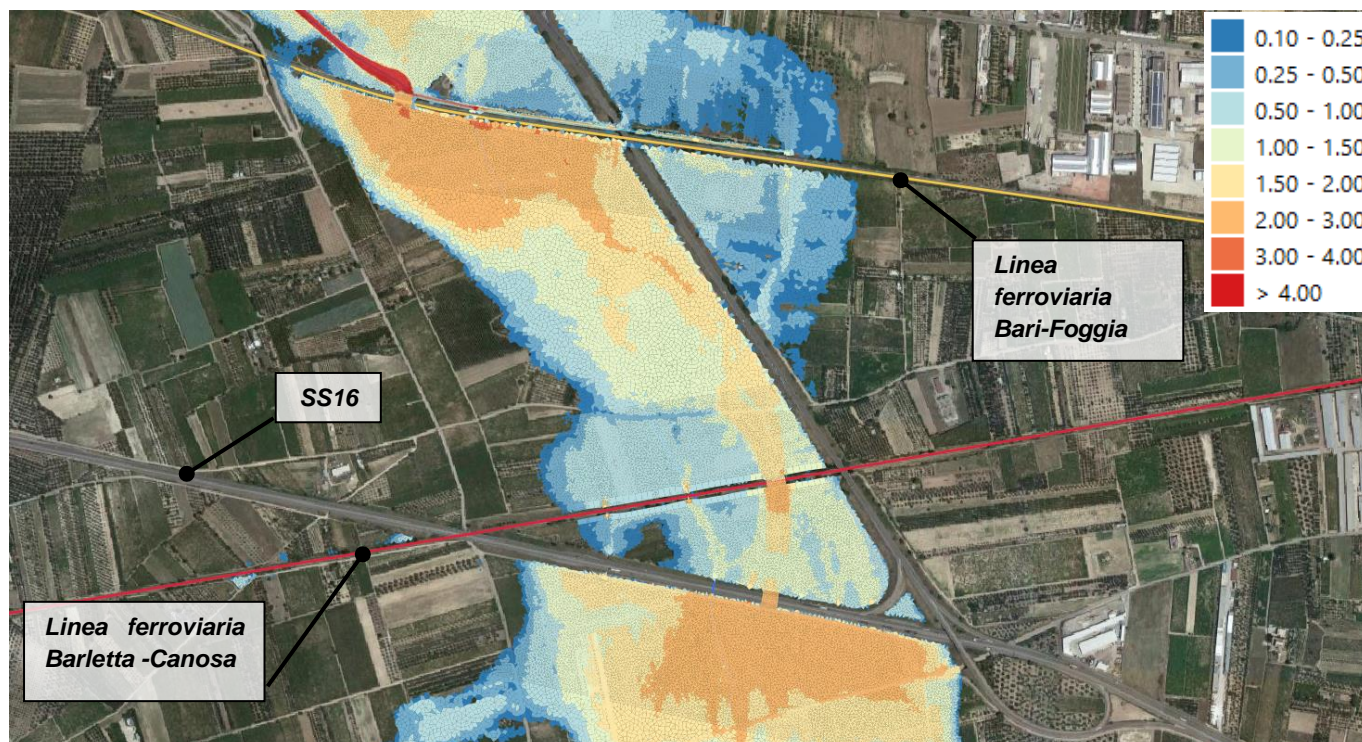 0.10 - 0.25
0.25 - 0.50
0.50 - 1.00
1.00 - 1.50
1.50 - 2.00
2.00 - 3.00
3.00 - 4.00
> 4.00
Linea
ferroviaria
Bari-Foggia
SS16
Linea ferroviaria
Barletta -Canosa